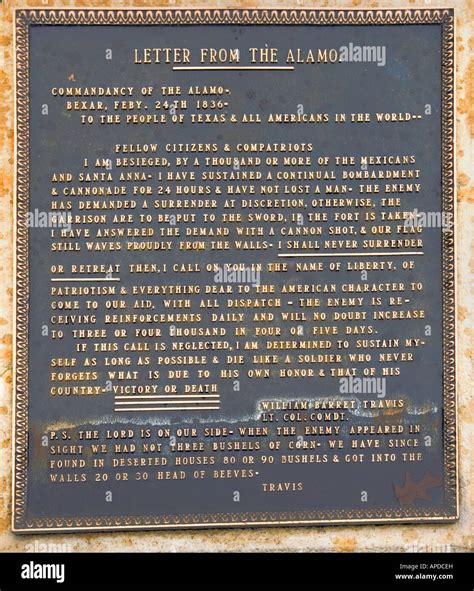 LETTER FROM THE ALAMO
COMMANDANCY OF THE ALAMO-
BEXAR, FEBY. 24TH 1836-
TO THE PEOPLE OF TEXAS & ALL AMERICANS IN THE WORLD--
FELLOW CITIZENS & COMPATRIOTS
I AM BESIEGED, BY A THOUSAND OR MORE OF THE MEXICANS
AND SANTA ANNA- I HAVE SUSTAINED A CONTINUAL BOMBARDMENT
& CANNONADE FOR 24 HOURS & HAVE NOT LOST A MAN- THE ENEMY
HAS DEMANDED A SURRENDER AT DISCRETION, OTHERWISE, THE
GARRISON ARE TO BE PUT TO THE SWORD, IF THE FORT IS TAKEN-
I HAVE ANSWERED THE DEMAND WITH A CANNON SHOT, & OUR FLAG
STILL WAVES PROUDLY FROM THE WALLS- I SHALL NEVER SURRENDER
OR RETREAT THEN, I CALL ON YOU IN THE NAME OF LIBERTY, OF
PATRIOTISM & EVERYTHING DEAR TO THE AMERICAN CHARACTER TO
COME TO OUR AID, WITH ALL DISPATCH - THE ENEMY IS RE-
CEIVING REINFORCEMENTS DAILY AND WILL NO DOUBT INCREASE
TO THREE OR FOUR THOUSAND IN FOUR OR FIVE DAYS.
IF THIS CALL IS NEGLECTED, I AM DETERMINED TO SUSTAIN MY-
SELF AS LONG AS POSSIBLE & DIE LIKE A SOLDIER WHO NEVER
FORGETS WHAT IS DUE TO HIS OWN HONOR & THAT OF HIS
COUNTRY- VICTORY OR DEATH
WILLIAM BARRET TRAVIS
LT. COL. COMDT.
P.S. THE LORD IS ON OUR SIDE- WHEN THE ENEMY APPEARED IN
SIGHT WE HAD NOT THREE BUSHELS OF CORN- WE HAVE SINCE
FOUND IN DESERTED HOUSES 80 OR 90 BUSHELS & GOT INTO THE
WALLS 20 OR 30 HEAD OF BEEVES-
TRAVIS
alamy
Image ID: APDCEH
www.alamy.com